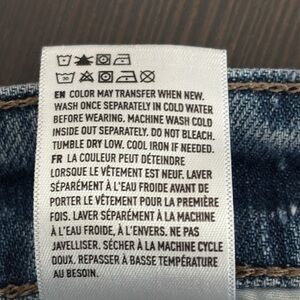 EN COLOR MAY TRANSFER WHEN NEW.
WASH ONCE SEPARATELY IN COLD WATER
BEFORE WEARING. MACHINE WASH COLD
INSIDE OUT SEPARATELY. DO NOT BLEACH.
TUMBLE DRY LOW. COOL IRON IF NEEDED.
FR LA COULEUR PEUT DÉTEINDRE
LORSQUE LE VÊTEMENT EST NEUF. LAVER
SÉPARÉMENT À L'EAU FROIDE AVANT DE
PORTER LE VÊTEMENT POUR LA PREMIÈRE
FOIS. LAVER SÉPARÉMENT À LA MACHINE
À L'EAU FROIDE, À L'ENVERS. NE PAS
JAVELLISER. SÉCHER À LA MACHINE CYCLE
DOUX. REPASSER À BASSE TEMPÉRATURE
AU BESOIN.